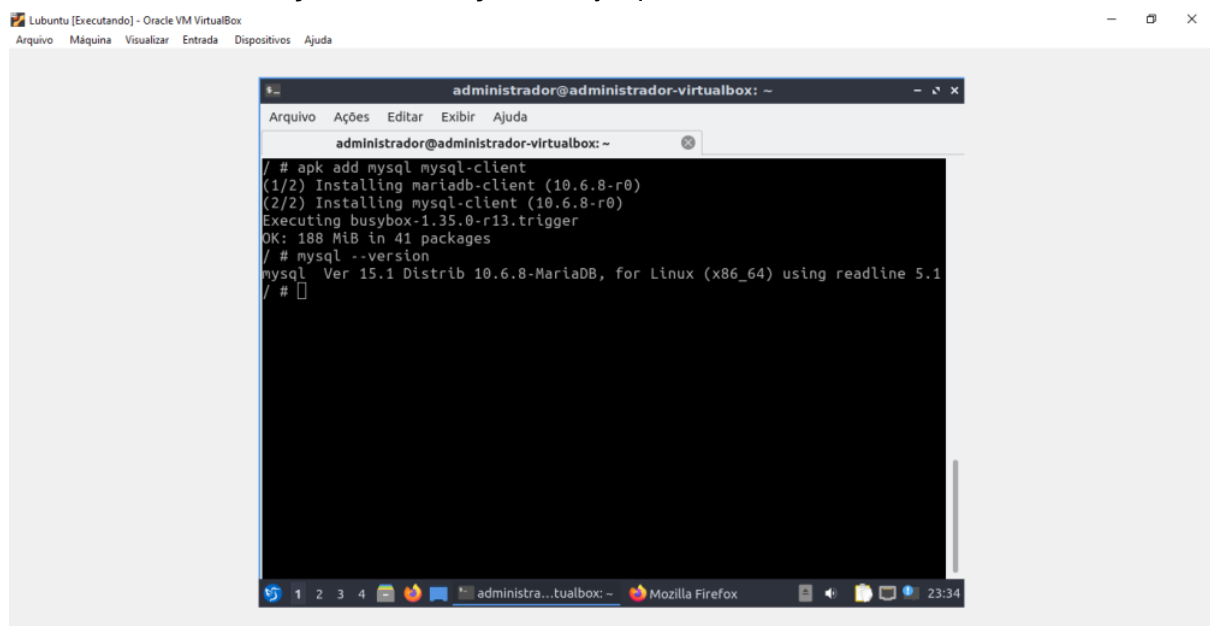 Lubuntu [Executando] - Oracle VM VirtualBox
Arquivo Máquina Visualizar Entrada Dispositivos Ajuda
administrador@administrador-virtualbox: ~
Arquivo Ações Editar Exibir Ajuda
administrador@administrador-virtualbox: ~
/ # apk add mysql mysql-client
(1/2) Installing mariadb-client (10.6.8-r0)
(2/2) Installing mysql-client (10.6.8-r0)
Executing busybox-1.35.0-r13.trigger
OK: 188 MiB in 41 packages
/ # mysql --version
mysql  Ver 15.1 Distrib 10.6.8-MariaDB, for Linux (x86_64) using readline 5.1
/ #
1 2 3 4 administra...tualbox: ~ Mozilla Firefox 23:34